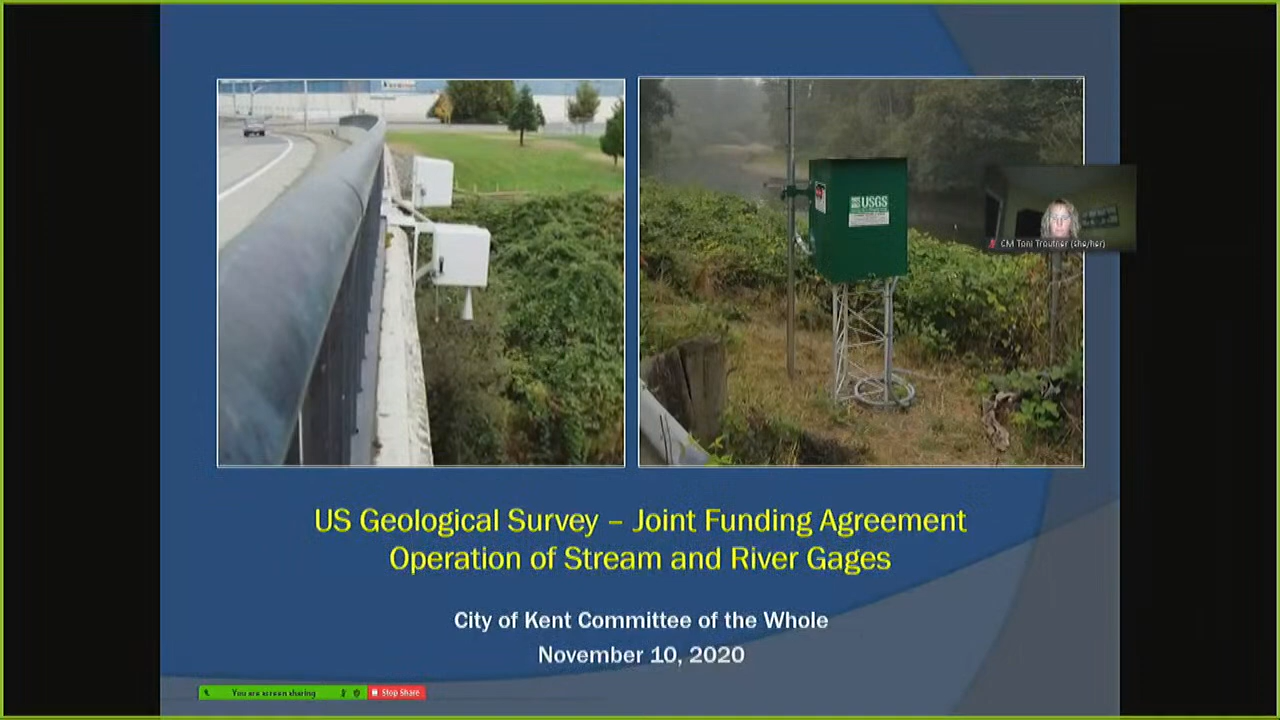 USGS
CM Toni Troutner (she/her)
US Geological Survey – Joint Funding Agreement
Operation of Stream and River Gages
City of Kent Committee of the Whole
November 10, 2020
You are screen sharing
Stop Share